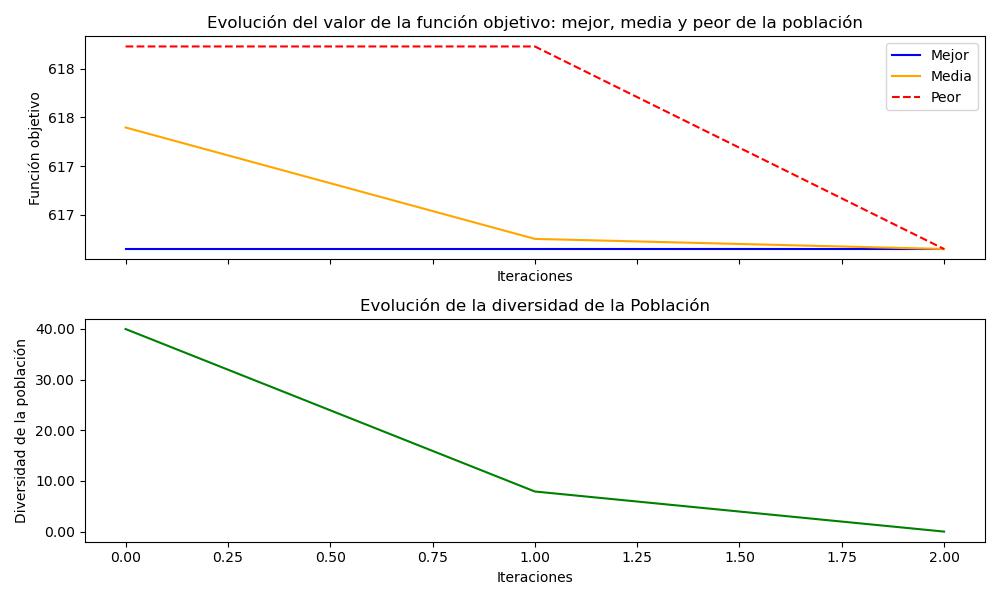 Evolución del valor de la función objetivo: mejor, media y peor de la población
Función objetivo
618
618
617
617
Mejor
Media
Peor
Iteraciones
Evolución de la diversidad de la Población
Diversidad de la población
40.00
30.00
20.00
10.00
0.00
0.00 0.25 0.50 0.75 1.00 1.25 1.50 1.75 2.00
Iteraciones